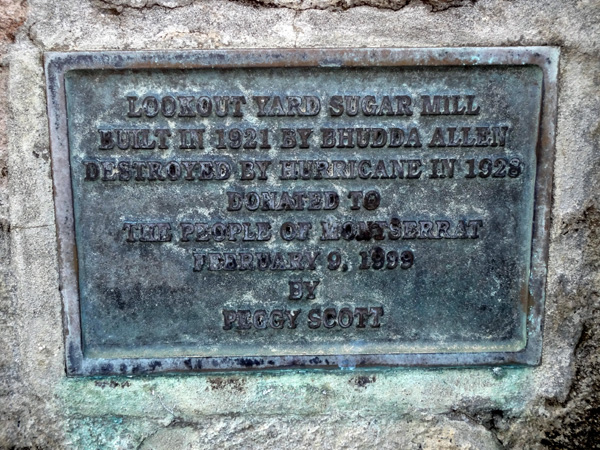 LOOKOUT YARD SUGAR MILL
BUILT IN 1921 BY BHUDDA ALLEN
DESTROYED BY HURRICANE IN 1928
DONATED TO
THE PEOPLE OF MONTSERRAT
FEBRUARY 9, 1999
BY
PEGGY SCOTT